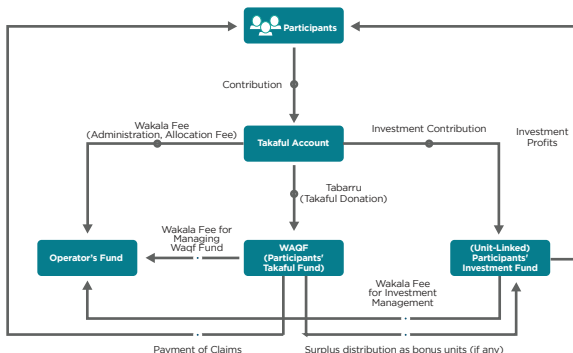 Participants
Contribution
Wakala Fee
(Administration, Allocation Fee)
Takaful Account
Investment Contribution
Investment
Profits
Tabarru
(Takaful Donation)
Wakala Fee for
Managing
Waqf Fund
Operator's Fund
WAQF
(Participants'
Takaful Fund)
(Unit-Linked)
Participants'
Investment Fund
Wakala Fee
for Investment
Management
Payment of Claims
Surplus distribution as bonus units (if any)